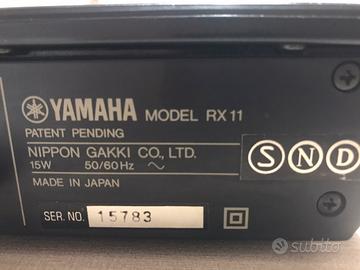 YAMAHA MODEL RX11
PATENT PENDING
NIPPON GAKKI CO., LTD.
15W 50/60Hz ~
MADE IN JAPAN
S N D
SER. NO. 15783
subito